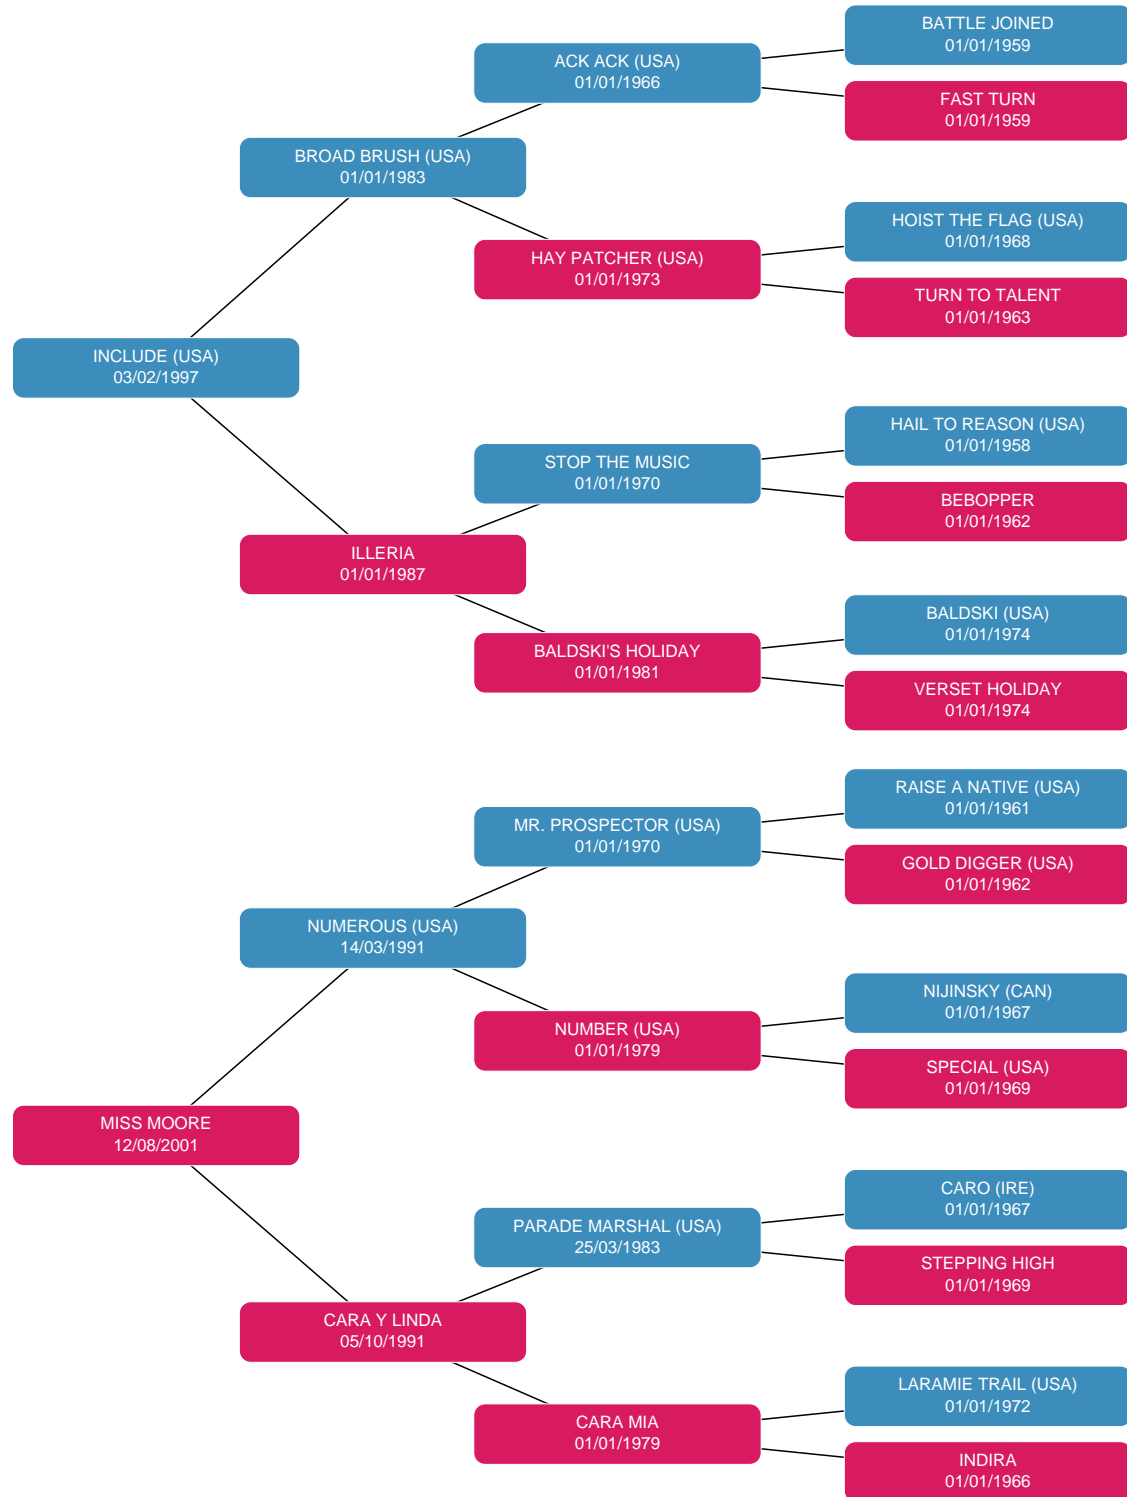 BATTLE JOINED
01/01/1959
ACK ACK (USA)
01/01/1966
FAST TURN
01/01/1959
BROAD BRUSH (USA)
01/01/1983
HOIST THE FLAG (USA)
01/01/1968
HAY PATCHER (USA)
01/01/1973
TURN TO TALENT
01/01/1963
INCLUDE (USA)
03/02/1997
HAIL TO REASON (USA)
01/01/1958
STOP THE MUSIC
01/01/1970
BEBOPPER
01/01/1962
ILLERIA
01/01/1987
BALDSKI (USA)
01/01/1974
BALDSKI'S HOLIDAY
01/01/1981
VERSET HOLIDAY
01/01/1974
RAISE A NATIVE (USA)
01/01/1961
MR. PROSPECTOR (USA)
01/01/1970
GOLD DIGGER (USA)
01/01/1962
NUMEROUS (USA)
14/03/1991
NIJINSKY (CAN)
01/01/1967
NUMBER (USA)
01/01/1979
SPECIAL (USA)
01/01/1969
MISS MOORE
12/08/2001
CARO (IRE)
01/01/1967
PARADE MARSHAL (USA)
25/03/1983
STEPPING HIGH
01/01/1969
CARA Y LINDA
05/10/1991
LARAMIE TRAIL (USA)
01/01/1972
CARA MIA
01/01/1979
INDIRA
01/01/1966